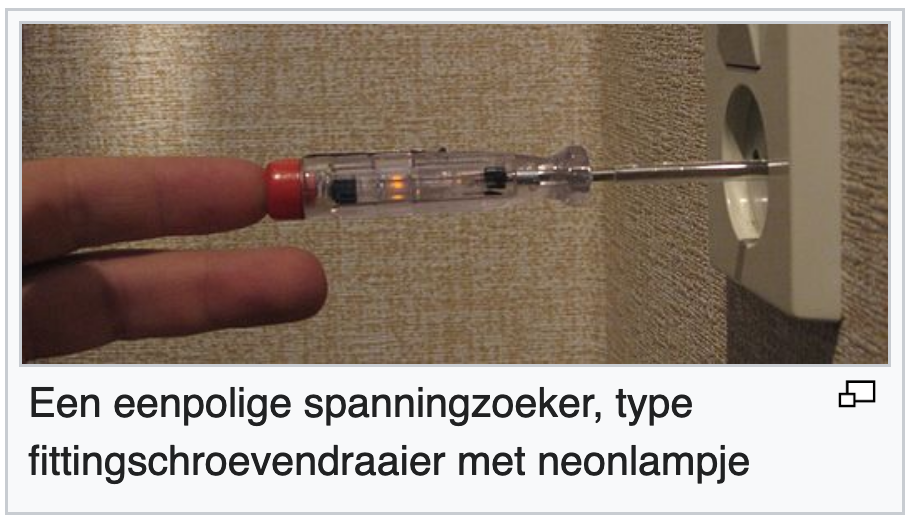 Een eenpolige spanningzoeker, type
fittingschroevendraaier met neonlampje